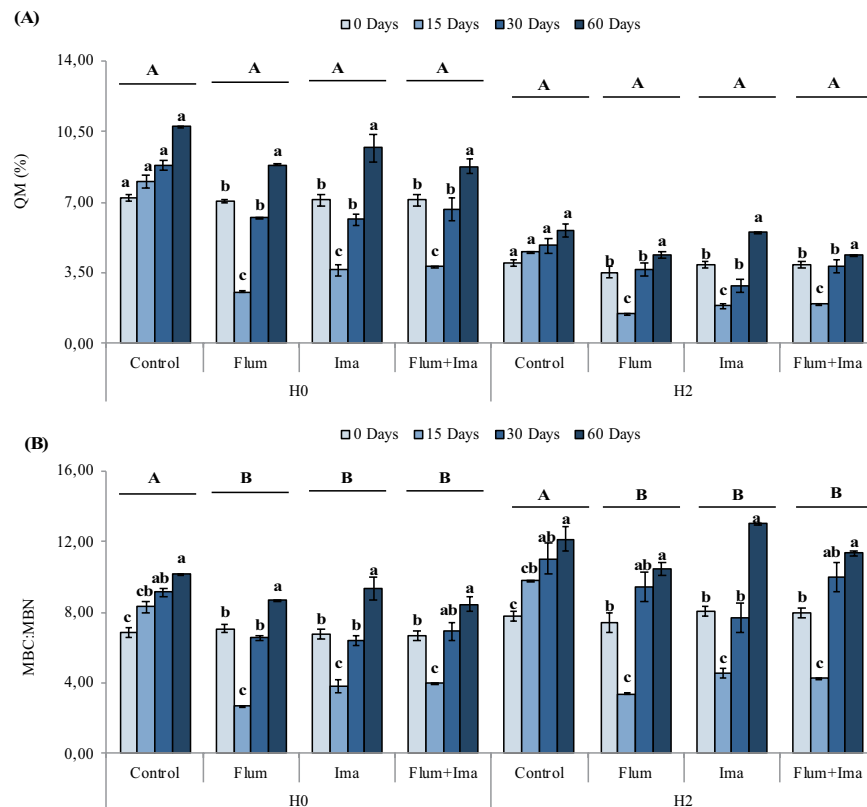 (A)
0 Days 15 Days 30 Days 60 Days
14,00
10,50
7,00
3,50
0,00
QM (%)
A A A A A A A A
a a a a b c b a b c b a b c b a a a a a b c b a b c b a b c b a
Control Flum Ima Flum+Ima Control Flum Ima Flum+Ima
H0 H2
(B)
0 Days 15 Days 30 Days 60 Days
16,00
12,00
8,00
4,00
0,00
MBC:MBN
A B B B A B B B
c cb ab a b c b a b c b a b c ab a c cb ab a b c ab a b c b a b c ab a
Control Flum Ima Flum+Ima Control Flum Ima Flum+Ima
H0 H2